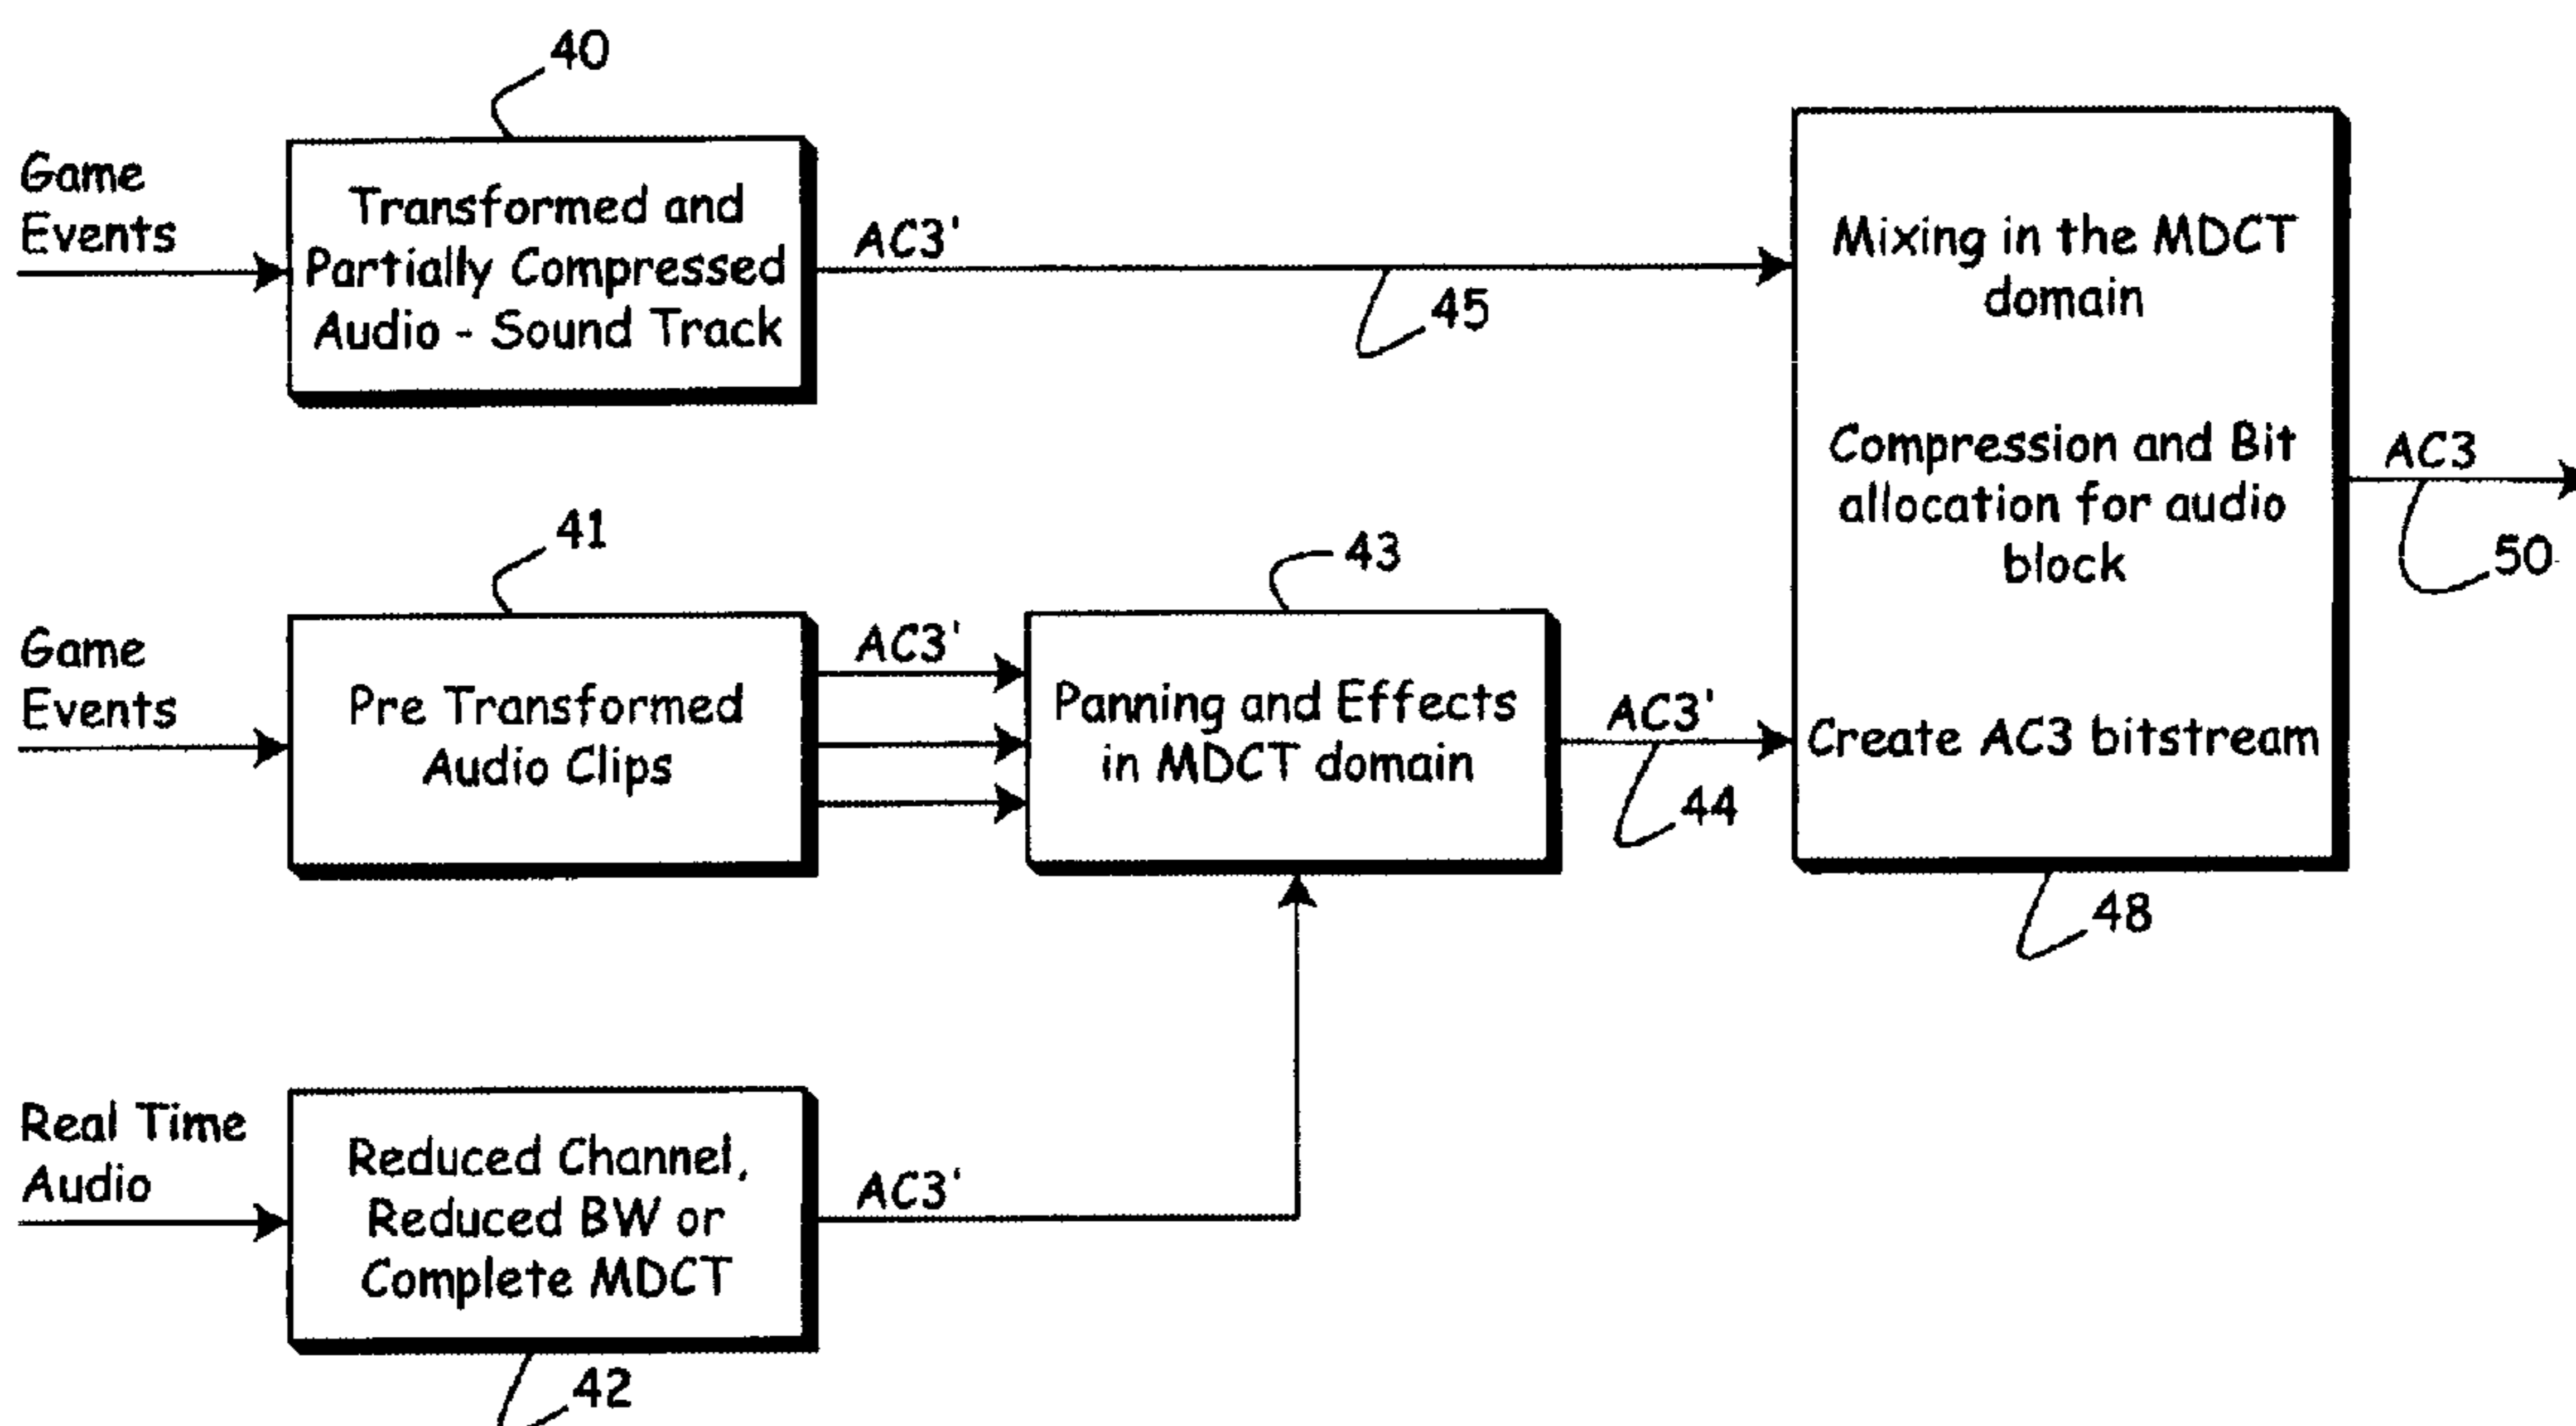 40
Game
Events
Transformed and
Partially Compressed
Audio - Sound Track
AC3'
45
Mixing in the MDCT
domain
Compression and Bit
allocation for audio
block
Create AC3 bitstream
AC3
50
48
41
Game
Events
Pre Transformed
Audio Clips
AC3'
43
Panning and Effects
in MDCT domain
AC3'
44
Real Time
Audio
Reduced Channel,
Reduced BW or
Complete MDCT
AC3'
42